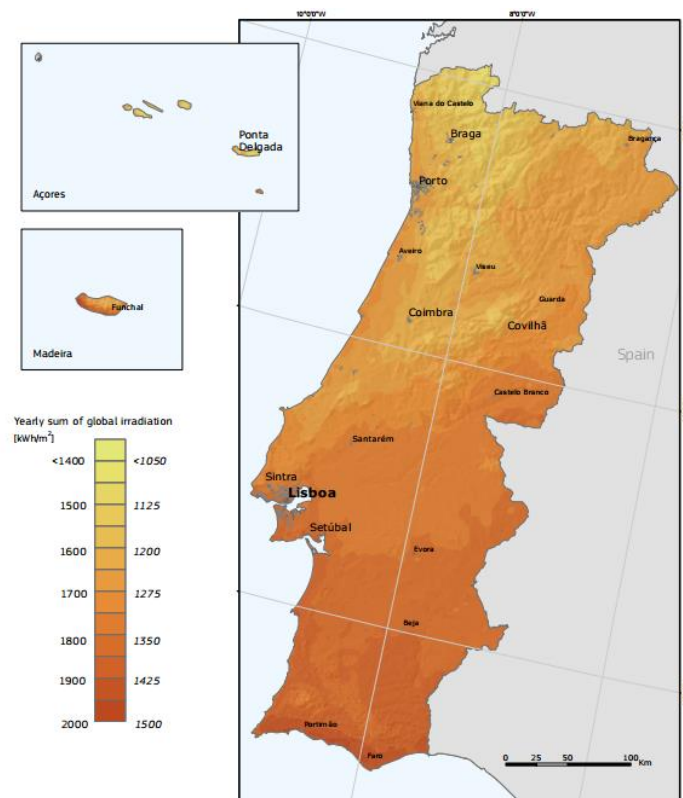 10°0'0"W
8°0'0"W
Viana do Castelo
Braga
Bragança
Ponta
Delgada
Açores
Porto
Aveiro
Viseu
Guarda
Funchal
Madeira
Coimbra
Covilhã
Spain
Castelo Branco
Yearly sum of global irradiation
[kWh/m²]
<1400 <1050
1500 1125
1600 1200
1700 1275
1800 1350
1900 1425
2000 1500
Santarém
Sintra
Lisboa
Setúbal
Evora
Beja
Portimão
Faro
0 25 50 100
Km